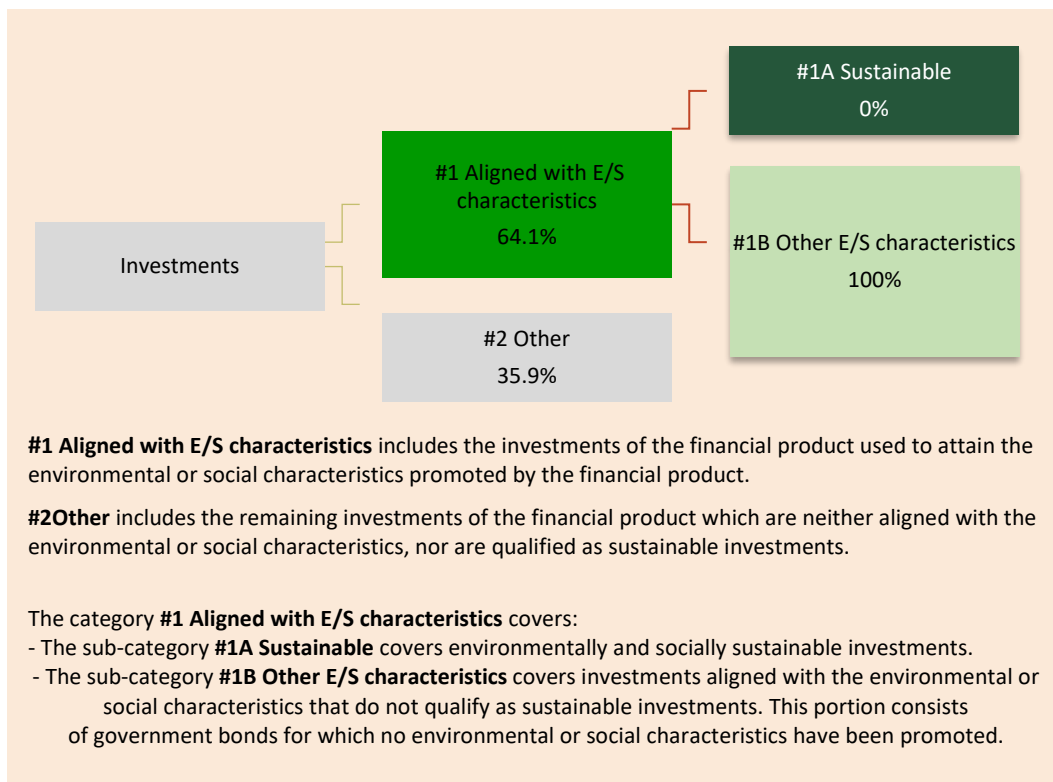 #1A Sustainable
0%
#1 Aligned with E/S
characteristics
64.1%
#1B Other E/S characteristics
100%
Investments
#2 Other
35.9%
#1 Aligned with E/S characteristics includes the investments of the financial product used to attain the
environmental or social characteristics promoted by the financial product.
#2Other includes the remaining investments of the financial product which are neither aligned with the
environmental or social characteristics, nor are qualified as sustainable investments.
The category #1 Aligned with E/S characteristics covers:
- The sub-category #1A Sustainable covers environmentally and socially sustainable investments.
- The sub-category #1B Other E/S characteristics covers investments aligned with the environmental or
social characteristics that do not qualify as sustainable investments. This portion consists
of government bonds for which no environmental or social characteristics have been promoted.